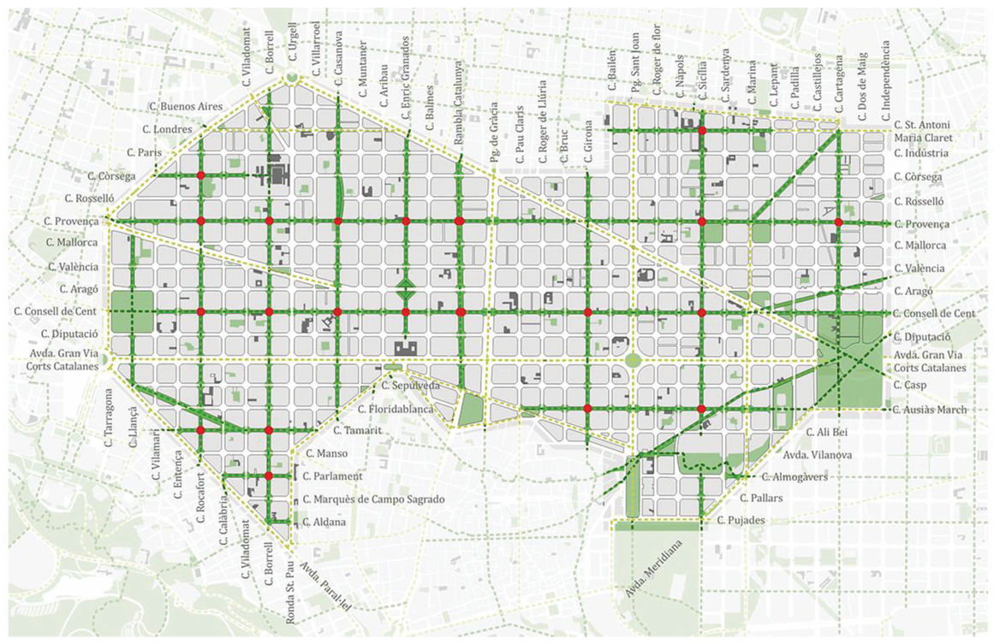 C. Viladomat
C. Borrell
C. Urgell
C. Villarroel
C. Casanova
C. Muntaner
C. Aribau
C. Enric Granados
C. Balmes
Rambla Catalunya
Pg. de Gràcia
C. Pau Claris
C. Roger de Llúria
C. Bruc
C. Girona
C. Bailén
Pg. Sant Joan
C. Roger de flor
C. Nàpols
C. Sicília
C. Sardenya
C. Marina
C. Lepant
C. Padilla
C. Castillejos
C. Cartagena
C. Dos de Maig
C. Independència
C. Buenos Aires
C. Londres
C. Paris
C. Còrsega
C. Rosselló
C. Provença
C. Mallorca
C. València
C. Aragó
C. Consell de Cent
C. Diputació
Avda. Gran Via
Corts Catalanes
C. St. Antoni
Maria Claret
C. Indústria
C. Còrsega
C. Rosselló
C. Provença
C. Mallorca
C. València
C. Aragó
C. Consell de Cent
C. Diputació
Avda. Gran Via
Corts Catalanes
C. Casp
C. Ausiàs March
C. Ali Bei
Avda. Vilanova
C. Almogàvers
C. Pallars
C. Pujades
C. Sepúlveda
C. Floridablanca
C. Tamarit
C. Manso
C. Parlament
C. Marquès de Campo Sagrado
C. Aldana
C. Tarragona
C. Llançà
C. Vilamarí
C. Entença
C. Rocafort
C. Calàbria
C. Viladomat
C. Borrell
Ronda St. Pau
Avda. Paral·lel
Avda. Meridiana